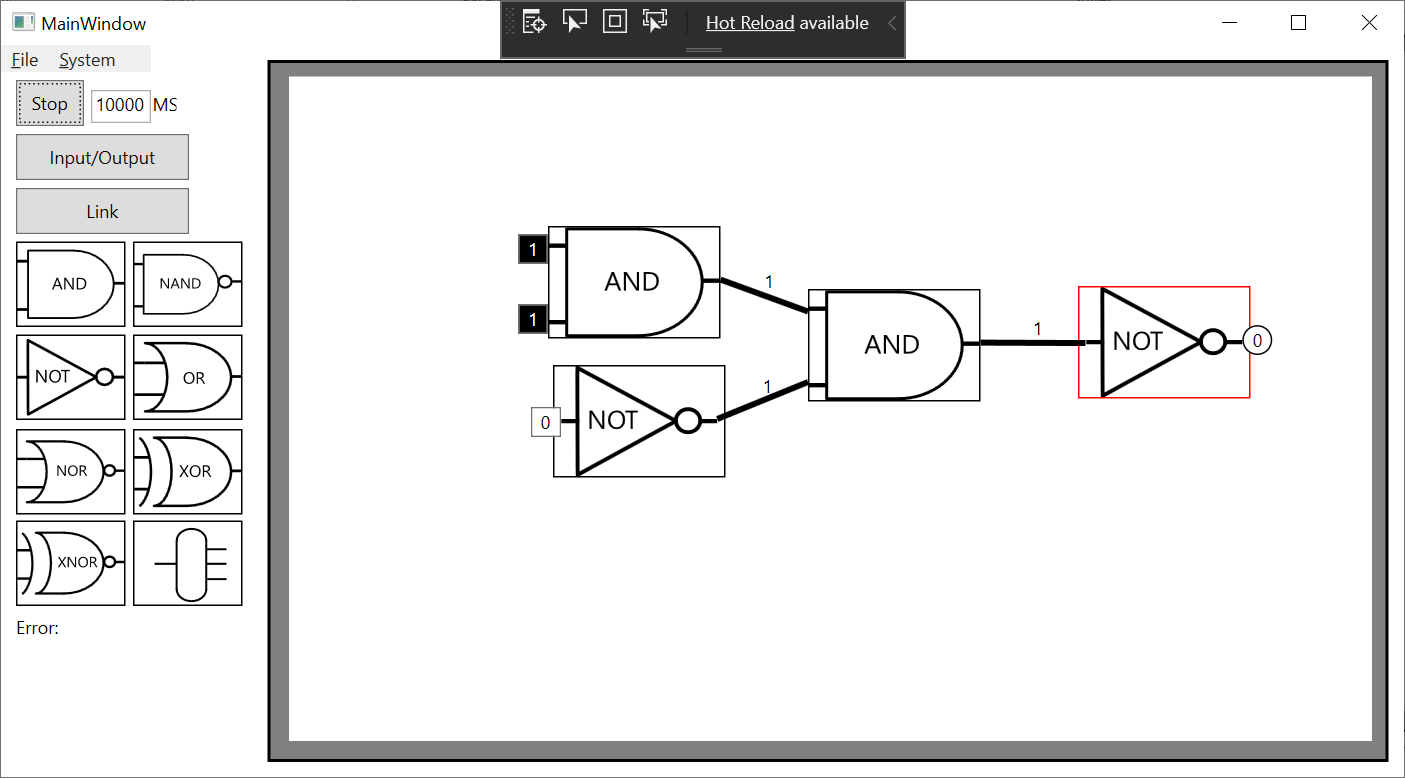 MainWindow
Hot Reload available
File System
Stop 10000 MS
Input/Output
Link
AND NAND
NOT OR
NOR XOR
XNOR
Error:
1 AND 1
1
AND 1 NOT 0
0 NOT 1